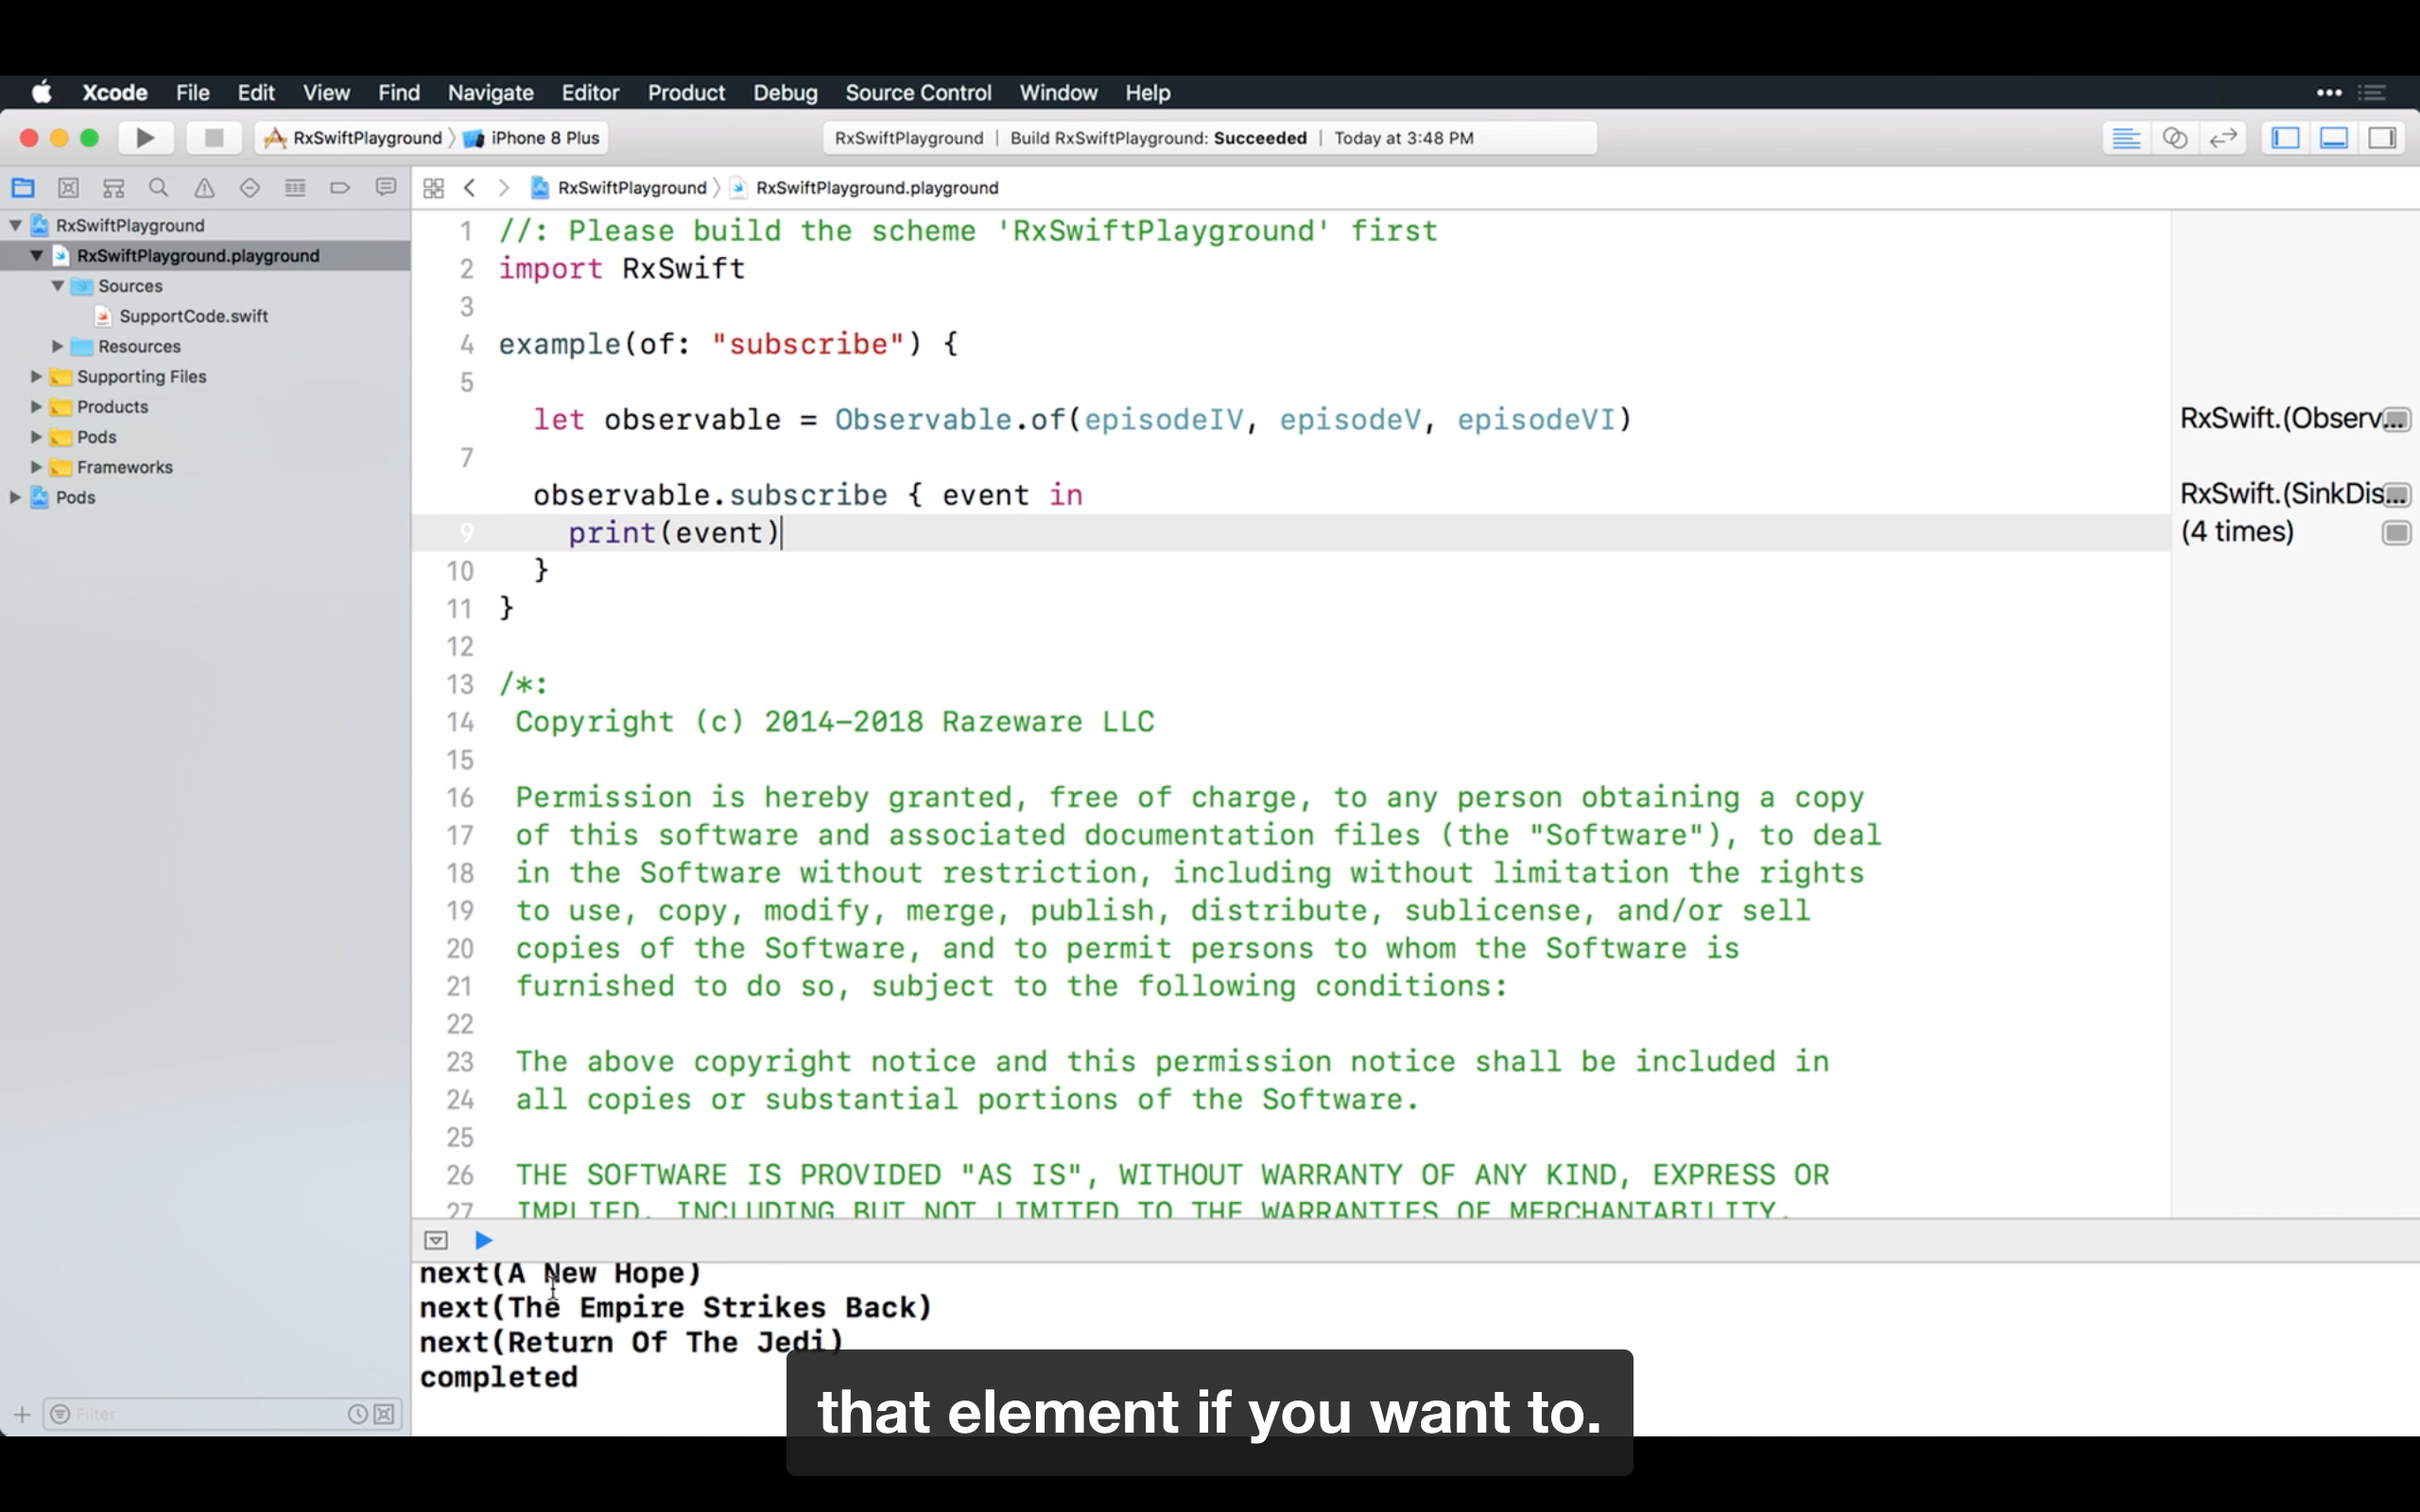 Xcode File Edit View Find Navigate Editor Product Debug Source Control Window Help
RxSwiftPlayground iPhone 8 Plus
RxSwiftPlayground | Build RxSwiftPlayground: Succeeded | Today at 3:48 PM
RxSwiftPlayground RxSwiftPlayground.playground
RxSwiftPlayground
RxSwiftPlayground.playground
Sources
SupportCode.swift
Resources
Supporting Files
Products
Pods
Frameworks
Pods
Filter
1 //: Please build the scheme 'RxSwiftPlayground' first
2 import RxSwift
3
4 example(of: "subscribe") {
5
let observable = Observable.of(episodeIV, episodeV, episodeVI)
7
observable.subscribe { event in
9 print(event)
10 }
11 }
12
13 /*:
14 Copyright (c) 2014–2018 Razeware LLC
15
16 Permission is hereby granted, free of charge, to any person obtaining a copy
17 of this software and associated documentation files (the "Software"), to deal
18 in the Software without restriction, including without limitation the rights
19 to use, copy, modify, merge, publish, distribute, sublicense, and/or sell
20 copies of the Software, and to permit persons to whom the Software is
21 furnished to do so, subject to the following conditions:
22
23 The above copyright notice and this permission notice shall be included in
24 all copies or substantial portions of the Software.
25
26 THE SOFTWARE IS PROVIDED "AS IS", WITHOUT WARRANTY OF ANY KIND, EXPRESS OR
27 IMPLIED, INCLUDING BUT NOT LIMITED TO THE WARRANTIES OF MERCHANTABILITY,
RxSwift.(Observ...
RxSwift.(SinkDis...
(4 times)
next(A New Hope)
next(The Empire Strikes Back)
next(Return Of The Jedi)
completed
that element if you want to.